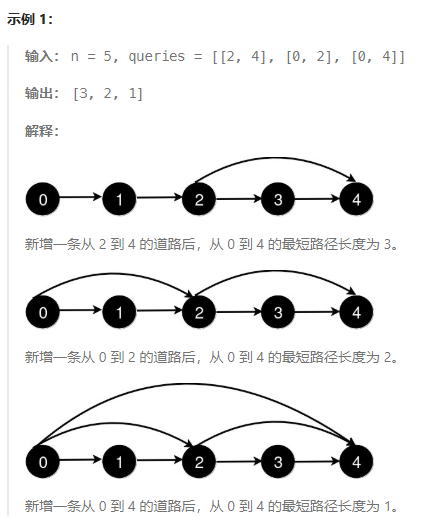 示例 1：
输入： n = 5, queries = [[2, 4], [0, 2], [0, 4]]
输出： [3, 2, 1]
解释：
0 1 2 3 4
新增一条从 2 到 4 的道路后，从 0 到 4 的最短路径长度为 3。
0 1 2 3 4
新增一条从 0 到 2 的道路后，从 0 到 4 的最短路径长度为 2。
0 1 2 3 4
新增一条从 0 到 4 的道路后，从 0 到 4 的最短路径长度为 1。